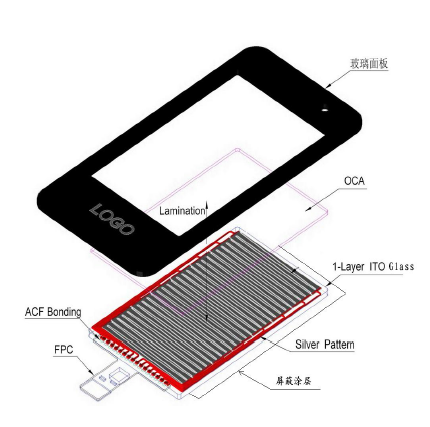 玻璃面板
OCA
LOGO
Lamination
1-Layer ITO Glass
ACF Bonding
Silver Pattern
FPC
屏蔽涂层